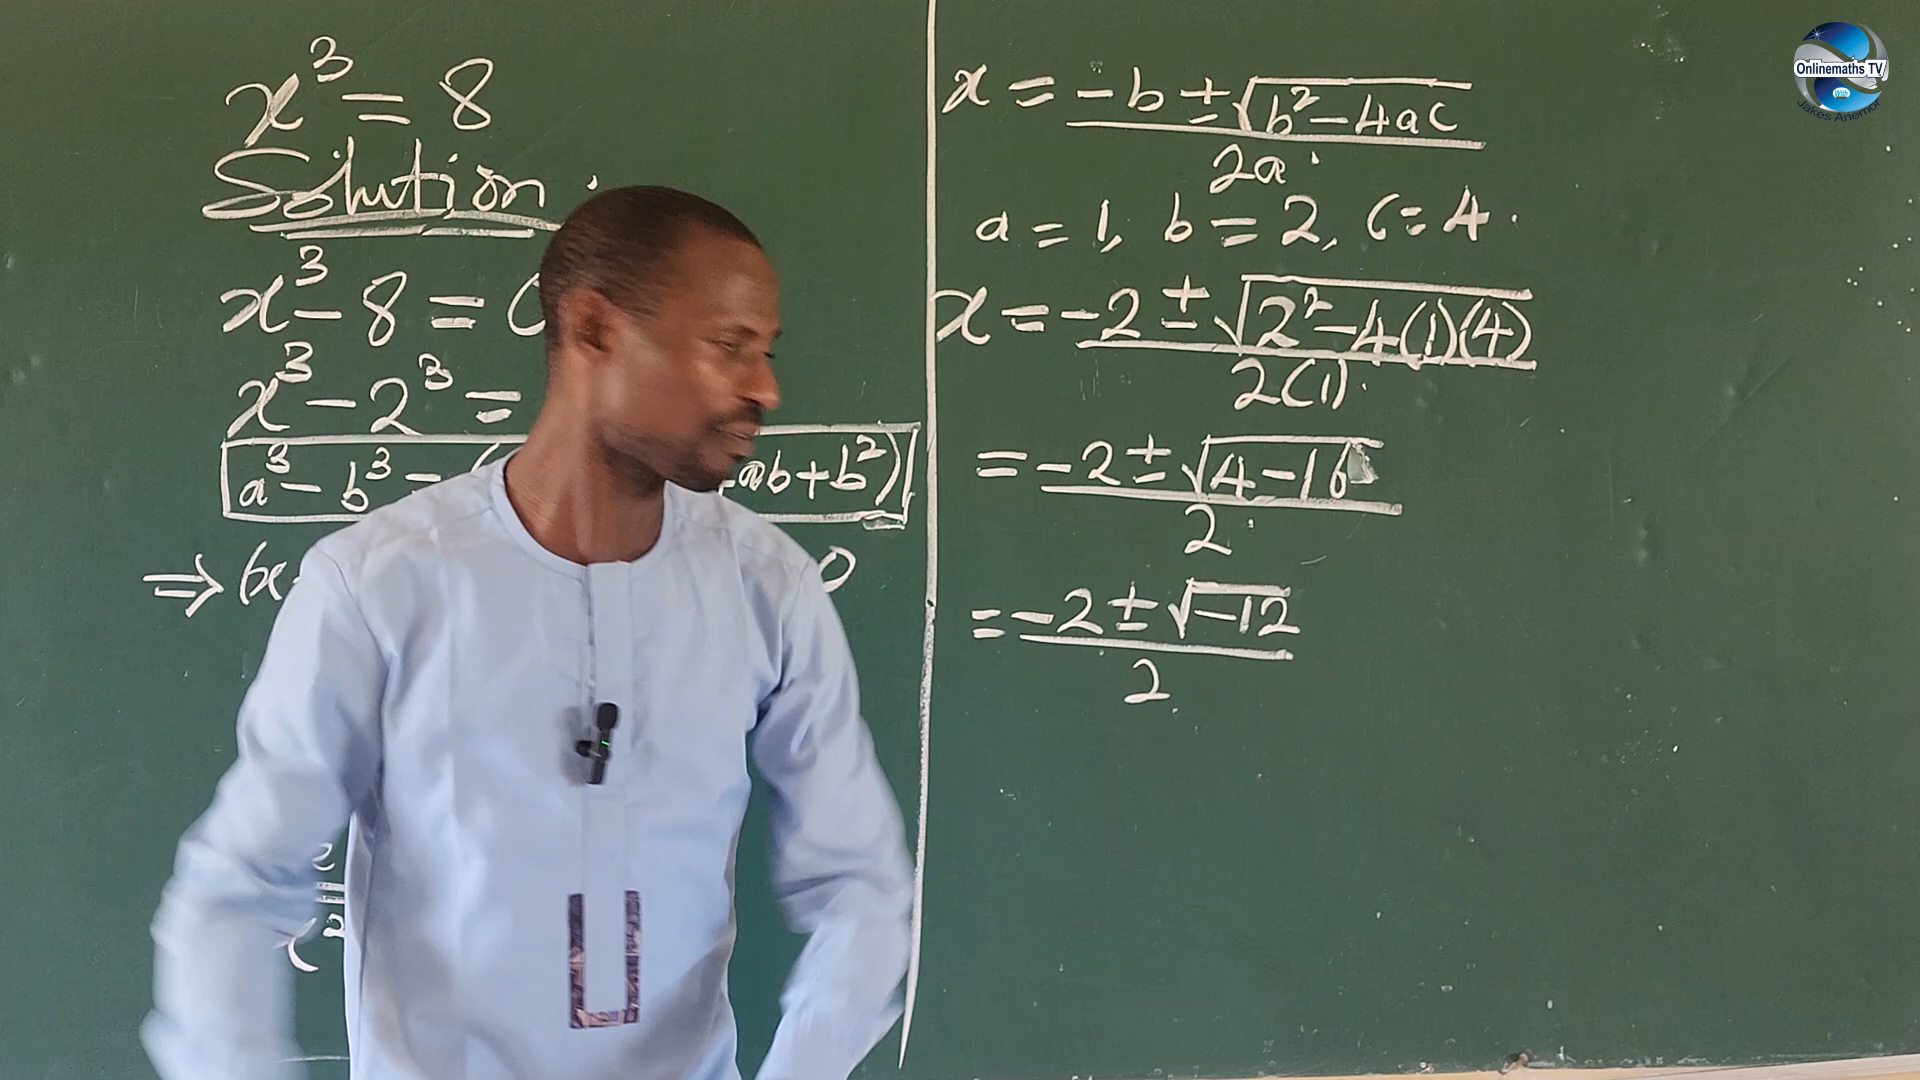 x³ = 8
Solution.
x³ - 8 = 0
x³ - 2³ =
a³ - b³ = ( ab + b²)
⇒ (x 0
x = -b ± √b² - 4ac / 2a
a = 1, b = 2, c = 4.
x = -2 ± √2² - 4(1)(4) / 2(1)
= -2 ± √4 - 16 / 2
= -2 ± √-12 / 2
Onlinemaths TV
With
Jakes Anemor